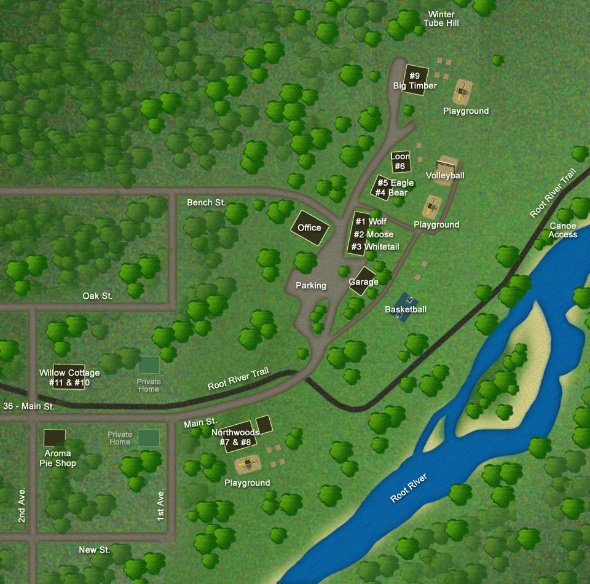 Winter
Tube Hill
#9
Big Timber
Playground
Loon
#6
Volleyball
#5 Eagle
#4 Bear
Root River Trail
Bench St.
Playground
Canoe
Access
Office
#1 Wolf
#2 Moose
#3 Whitetail
Parking
Garage
Oak St.
Basketball
Willow Cottage
#11 & #10
Private
Home
Root River Trail
36 - Main St.
Main St.
Private
Home
Northwoods
#7 & #8
Aroma
Pie Shop
Playground
Root River
2nd Ave.
1st Ave.
New St.